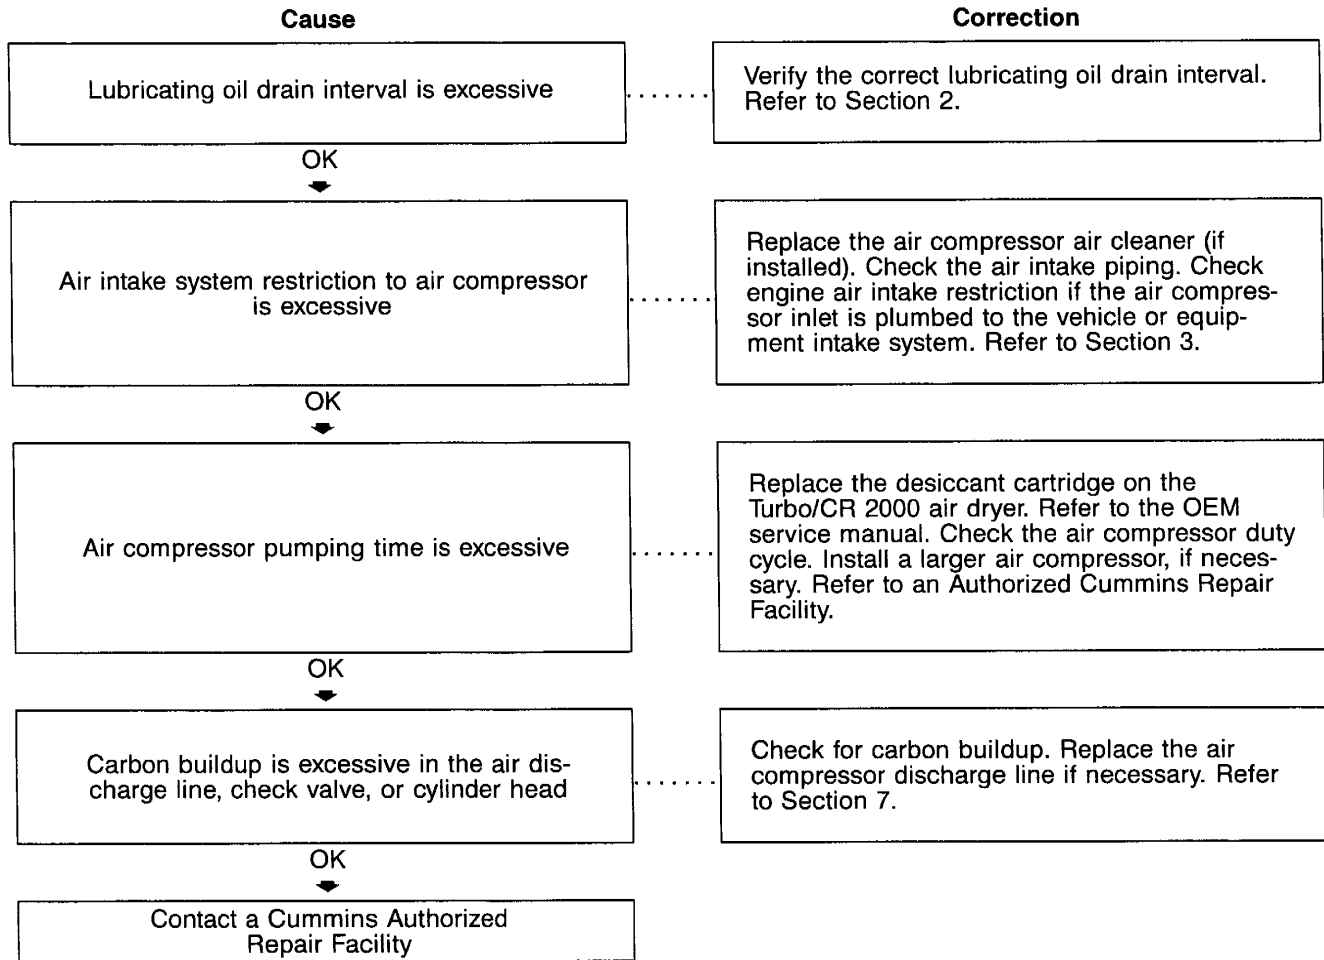 Cause
Correction
Lubricating oil drain interval is excessive
Verify the correct lubricating oil drain interval.
Refer to Section 2.
OK
Air intake system restriction to air compressor
is excessive
Replace the air compressor air cleaner (if
installed). Check the air intake piping. Check
engine air intake restriction if the air compres-
sor inlet is plumbed to the vehicle or equip-
ment intake system. Refer to Section 3.
OK
Air compressor pumping time is excessive
Replace the desiccant cartridge on the
Turbo/CR 2000 air dryer. Refer to the OEM
service manual. Check the air compressor duty
cycle. Install a larger air compressor, if neces-
sary. Refer to an Authorized Cummins Repair
Facility.
OK
Carbon buildup is excessive in the air dis-
charge line, check valve, or cylinder head
Check for carbon buildup. Replace the air
compressor discharge line if necessary. Refer
to Section 7.
OK
Contact a Cummins Authorized
Repair Facility